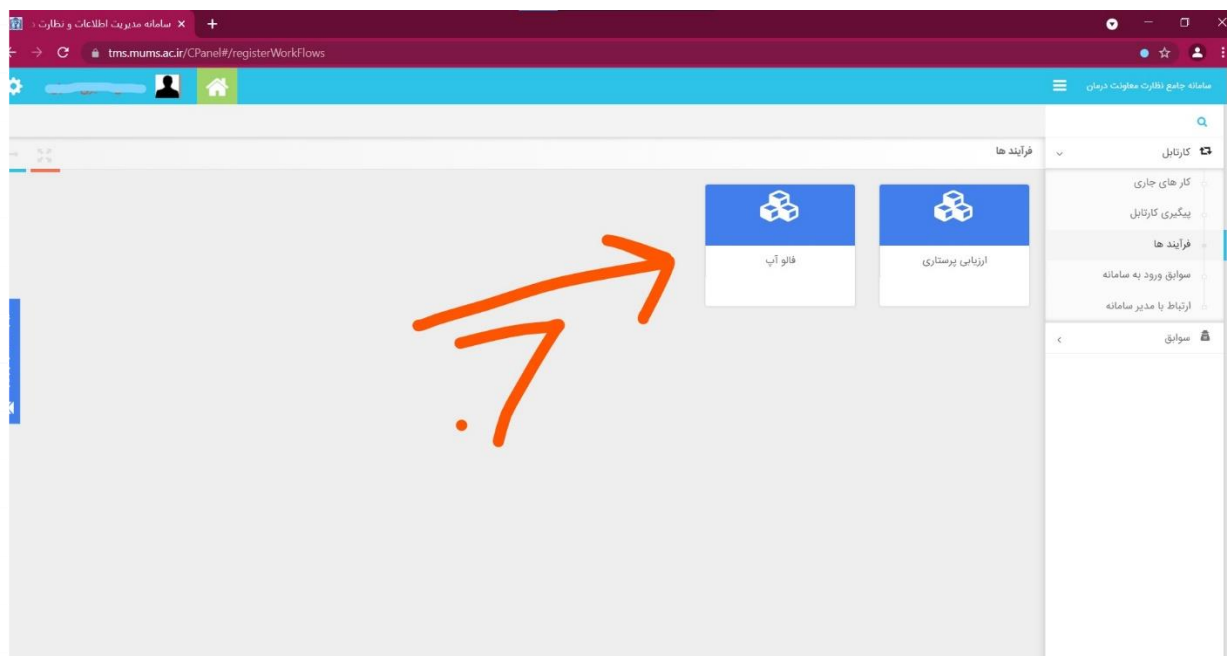 سامانه مدیریت اطلاعات و نظارت د
tms.mums.ac.ir/CPanel#/registerWorkFlows
سامانه جامع نظارت معاونت درمان
کارتابل
کار های جاری
پیگیری کارتابل
فرآیند ها
سوابق ورود به سامانه
ارتباط با مدیر سامانه
سوابق
فرآیند ها
ارزیابی پرستاری
فالو آپ
7.